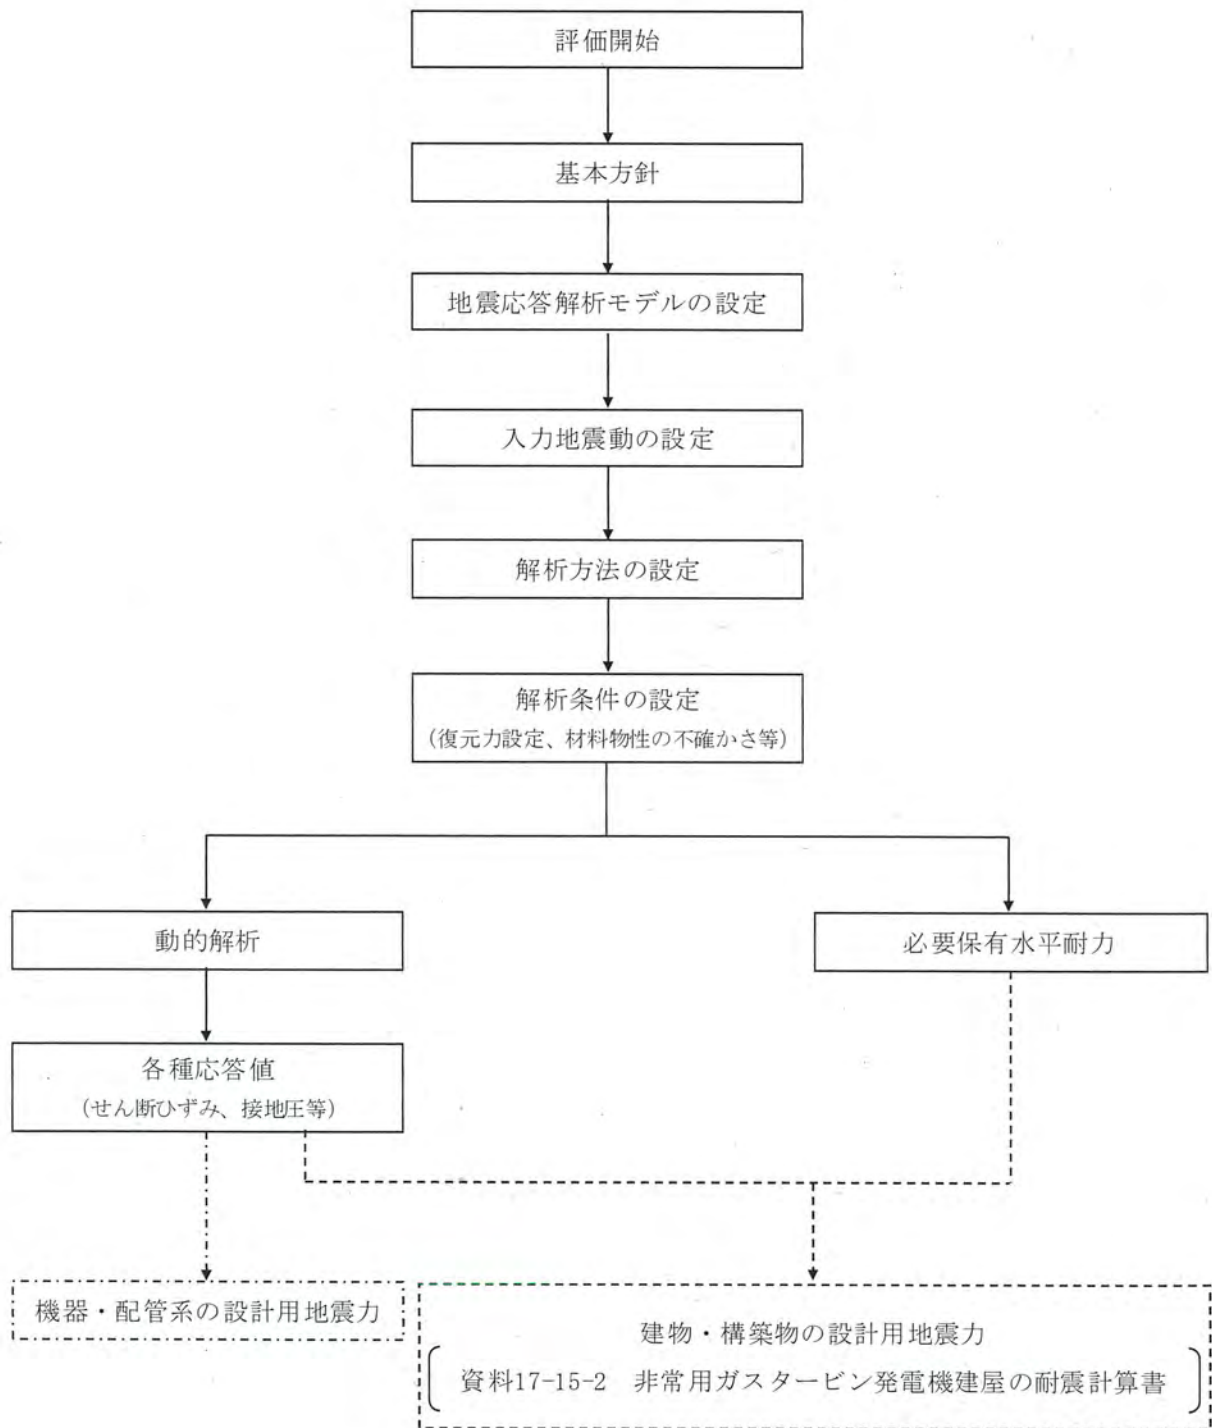 評価開始
基本方針
地震応答解析モデルの設定
入力地震動の設定
解析方法の設定
解析条件の設定
(復元力設定、材料物性の不確かさ等)
動的解析
必要保有水平耐力
各種応答値
(せん断ひずみ、接地圧等)
機器・配管系の設計用地震力
建物・構築物の設計用地震力
資料17-15-2 非常用ガスタービン発電機建屋の耐震計算書